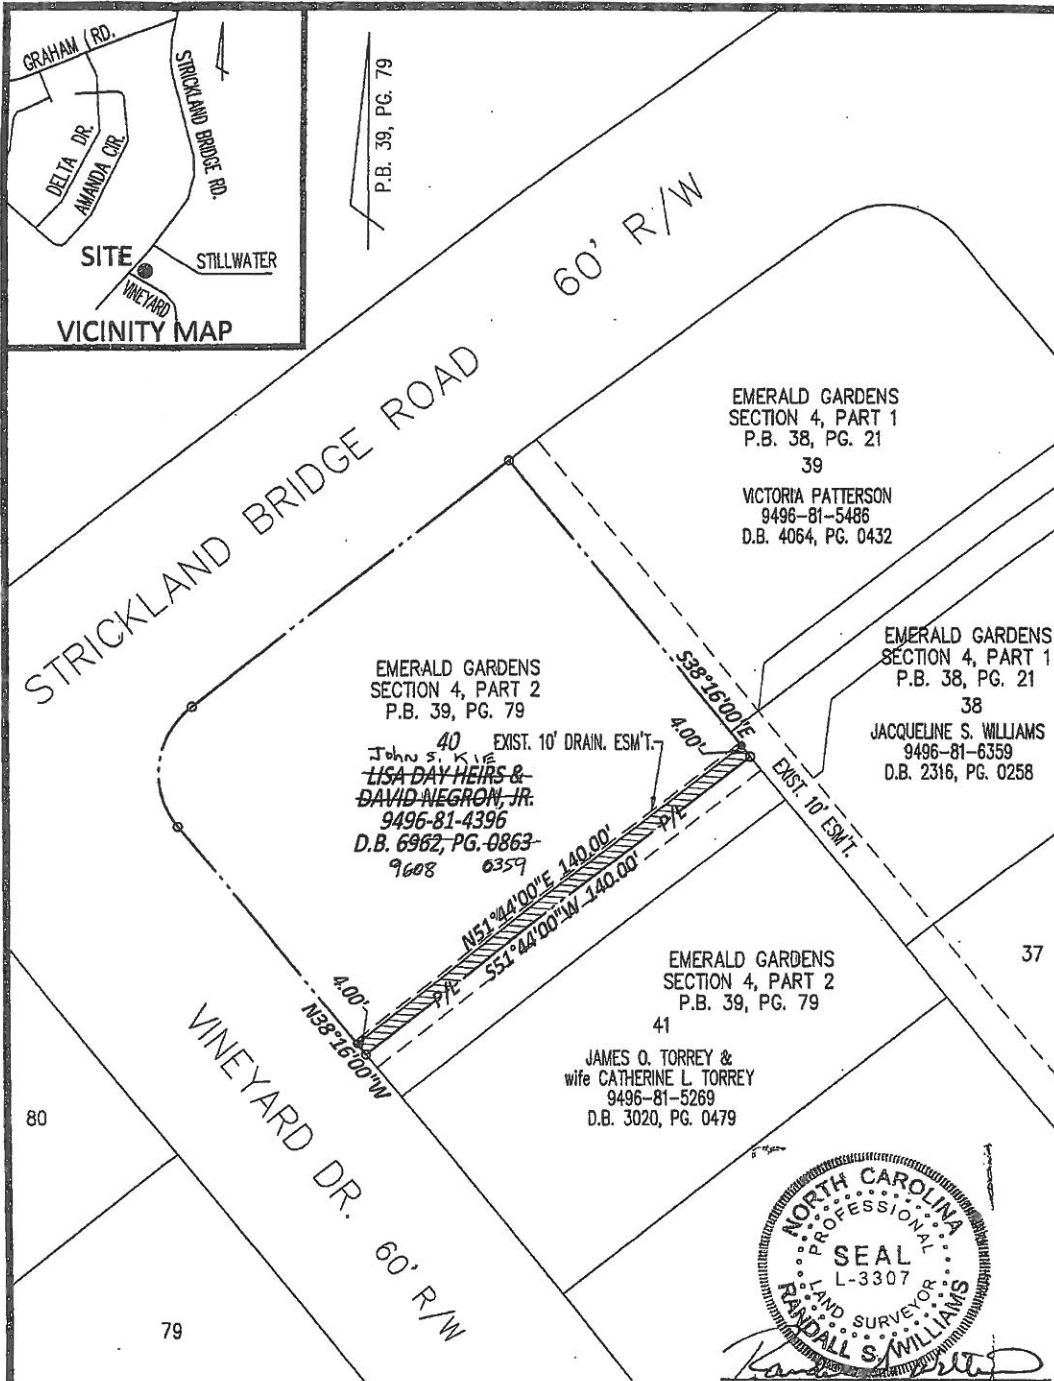 GRAHAM RD.
STRICKLAND BRIDGE RD.
DELTA DR.
AMANDA CIR.
SITE
STILLWATER
VINEYARD
VICINITY MAP
P.B. 39, PG. 79
STRICKLAND BRIDGE ROAD 60' R/W
EMERALD GARDENS
SECTION 4, PART 1
P.B. 38, PG. 21
39
VICTORIA PATTERSON
9496-81-5486
D.B. 4064, PG. 0432
EMERALD GARDENS
SECTION 4, PART 1
P.B. 38, PG. 21
38
JACQUELINE S. WILLIAMS
9496-81-6359
D.B. 2316, PG. 0258
EMERALD GARDENS
SECTION 4, PART 2
P.B. 39, PG. 79
40
EXIST. 10' DRAIN. ESM'T.
John S.
LISA DAY HEIRS &
DAVID NEGRON, JR.
9496-81-4396
D.B. 6962, PG. 0863
9608 0359
S38°16'00"E
4.00'
EXIST. 10' ESM'T.
P/L
N51°44'00"E 140.00'
S51°44'00"W 140.00'
P/L
4.00'
N38°16'00"W
EMERALD GARDENS
SECTION 4, PART 2
P.B. 39, PG. 79
41
JAMES O. TORREY &
wife CATHERINE L. TORREY
9496-81-5269
D.B. 3020, PG. 0479
37
VINEYARD DR. 60' R/W
80
79
NORTH CAROLINA
PROFESSIONAL
SEAL
L-3307
LAND SURVEYOR
RANDALL S. WILLIAMS